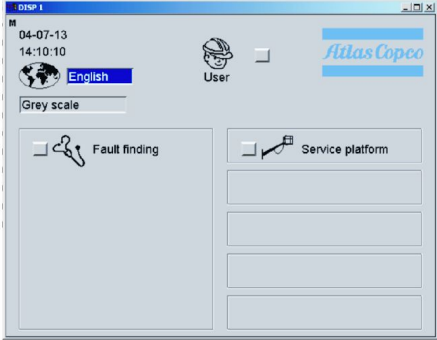 DISP 1
M
04-07-13
14:10:10
English
User
Atlas Copco
Grey scale
Fault finding
Service platform